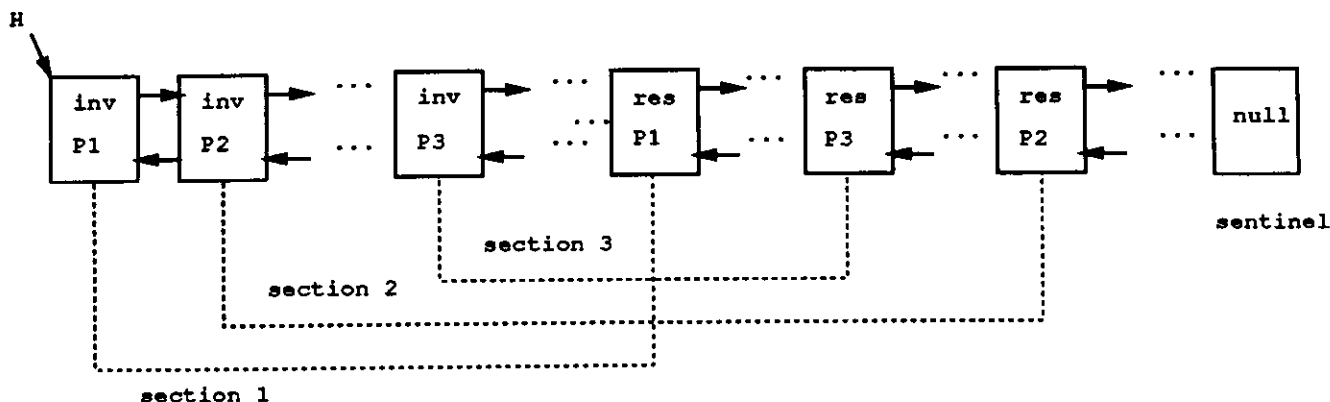 H
inv
P1
inv
P2
...
...
inv
P3
...
...
...
res
P1
...
...
res
P3
...
...
res
P2
...
...
null
sentinel
section 3
section 2
section 1